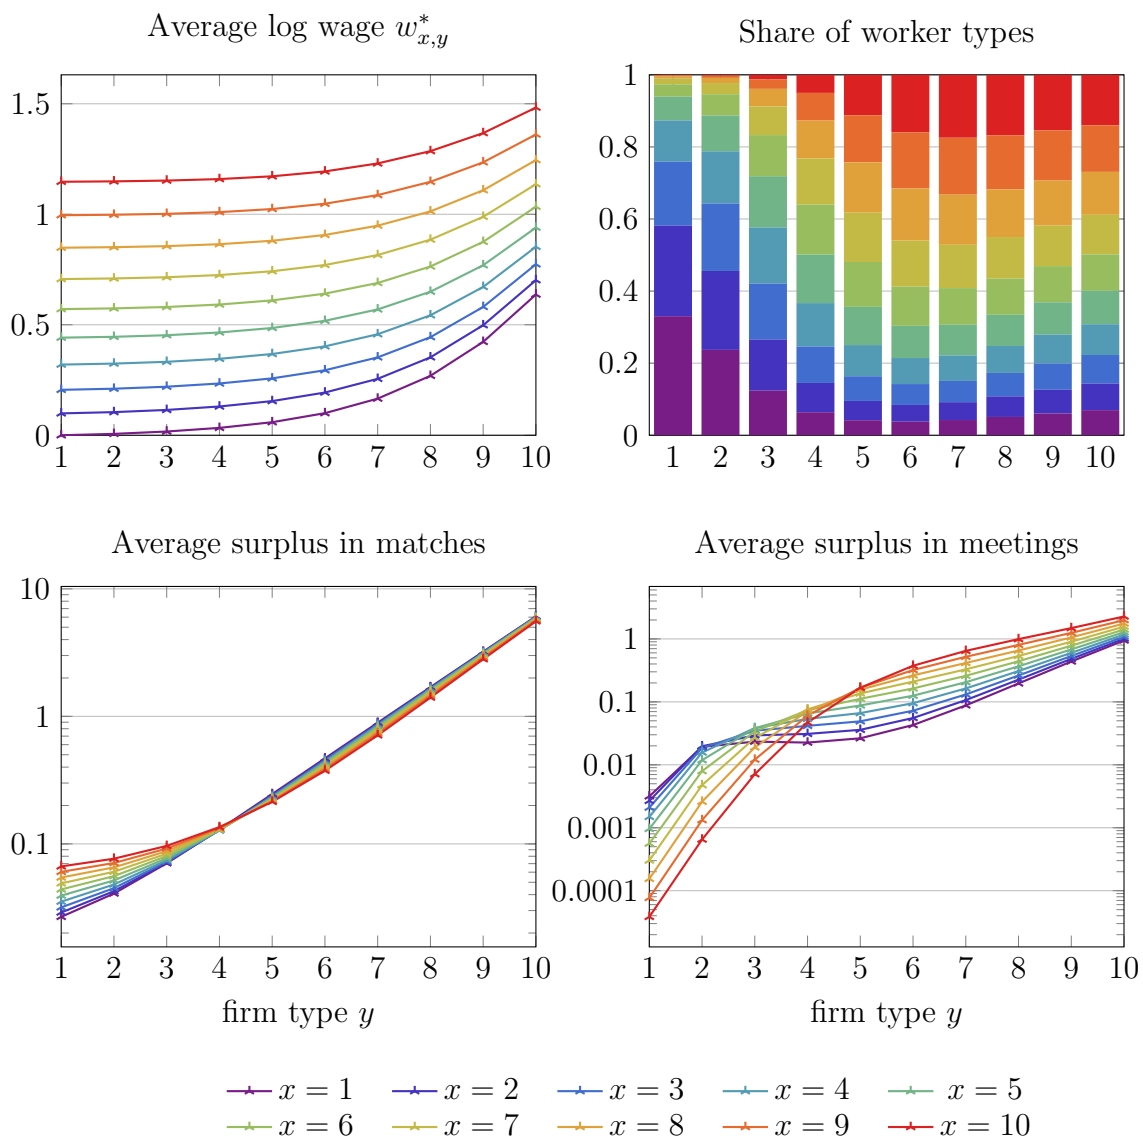 Average log wage $w^*_{x,y}$
Share of worker types
1.5
1
0.5
0
1 2 3 4 5 6 7 8 9 10
1
0.8
0.6
0.4
0.2
0
1 2 3 4 5 6 7 8 9 10
Average surplus in matches
Average surplus in meetings
10
1
0.1
1 2 3 4 5 6 7 8 9 10
firm type y
1
0.1
0.01
0.001
0.0001
1 2 3 4 5 6 7 8 9 10
firm type y
x = 1 x = 2 x = 3 x = 4 x = 5
x = 6 x = 7 x = 8 x = 9 x = 10